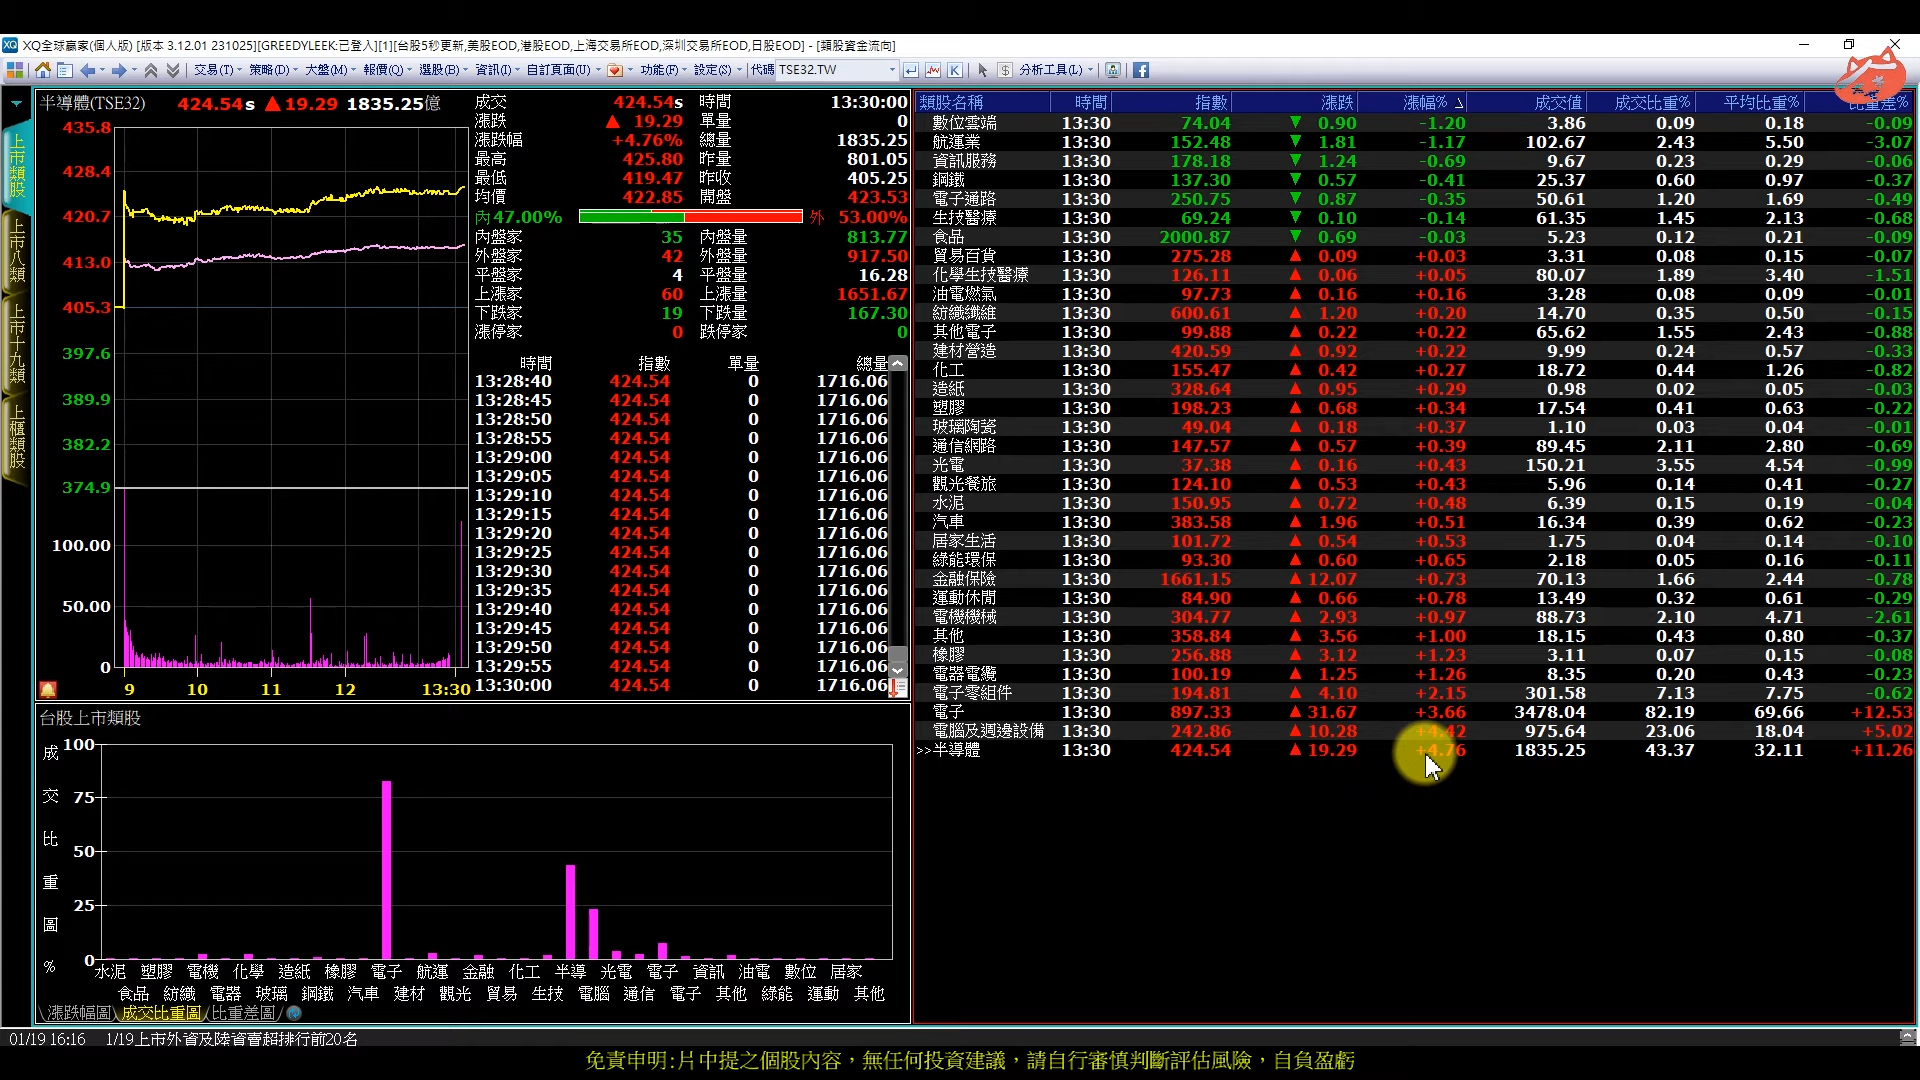 XQ全球贏家(個人版) [版本 3.12.01 231025][GREEDYLEEK:已登入][1][台股5秒更新,美股EOD,港股EOD,上海交易所EOD,深圳交易所EOD,日股EOD] - [類股資金流向]
交易(T) 策略(D) 大盤(M) 報價(Q) 選股(B) 資訊(I) 自訂頁面(U) 功能(F) 設定(S) 代碼 TSE32.TW 分析工具(L)
上市類股
上市八類
上市十九類
上櫃類股
半導體(TSE32) 424.54s ▲19.29 1835.25億
435.8
428.4
420.7
413.0
405.3
397.6
389.9
382.2
374.9
100.00
50.00
0
9 10 11 12 13:30
成交 424.54s 時間 13:30:00
漲跌 ▲ 19.29 單量 0
漲跌幅 +4.76% 總量 1835.25
最高 425.80 昨量 801.05
最低 419.47 昨收 405.25
均價 422.85 開盤 423.53
內 47.00% 外 53.00%
內盤家 35 內盤量 813.77
外盤家 42 外盤量 917.50
平盤家 4 平盤量 16.28
上漲家 60 上漲量 1651.67
下跌家 19 下跌量 167.30
漲停家 0 跌停家 0
時間 指數 單量 總量
13:28:40 424.54 0 1716.06
13:28:45 424.54 0 1716.06
13:28:50 424.54 0 1716.06
13:28:55 424.54 0 1716.06
13:29:00 424.54 0 1716.06
13:29:05 424.54 0 1716.06
13:29:10 424.54 0 1716.06
13:29:15 424.54 0 1716.06
13:29:20 424.54 0 1716.06
13:29:25 424.54 0 1716.06
13:29:30 424.54 0 1716.06
13:29:35 424.54 0 1716.06
13:29:40 424.54 0 1716.06
13:29:45 424.54 0 1716.06
13:29:50 424.54 0 1716.06
13:29:55 424.54 0 1716.06
13:30:00 424.54 0 1716.06
類股名稱 時間 指數 漲跌 漲幅% △ 成交值 成交比重% 平均比重% 比重差%
數位雲端 13:30 74.04 ▼ 0.90 -1.20 3.86 0.09 0.18 -0.09
航運業 13:30 152.48 ▼ 1.81 -1.17 102.67 2.43 5.50 -3.07
資訊服務 13:30 178.18 ▼ 1.24 -0.69 9.67 0.23 0.29 -0.06
鋼鐵 13:30 137.30 ▼ 0.57 -0.41 25.37 0.60 0.97 -0.37
電子通路 13:30 250.75 ▼ 0.87 -0.35 50.61 1.20 1.69 -0.49
生技醫療 13:30 69.24 ▼ 0.10 -0.14 61.35 1.45 2.13 -0.68
食品 13:30 2000.87 ▼ 0.69 -0.03 5.23 0.12 0.21 -0.09
貿易百貨 13:30 275.28 ▲ 0.09 +0.03 3.31 0.08 0.15 -0.07
化學生技醫療 13:30 126.11 ▲ 0.06 +0.05 80.07 1.89 3.40 -1.51
油電燃氣 13:30 97.73 ▲ 0.16 +0.16 3.28 0.08 0.09 -0.01
紡織纖維 13:30 600.61 ▲ 1.20 +0.20 14.70 0.35 0.50 -0.15
其他電子 13:30 99.88 ▲ 0.22 +0.22 65.62 1.55 2.43 -0.88
建材營造 13:30 420.59 ▲ 0.92 +0.22 9.99 0.24 0.57 -0.33
化工 13:30 155.47 ▲ 0.42 +0.27 18.72 0.44 1.26 -0.82
造紙 13:30 328.64 ▲ 0.95 +0.29 0.98 0.02 0.05 -0.03
塑膠 13:30 198.23 ▲ 0.68 +0.34 17.54 0.41 0.63 -0.22
玻璃陶瓷 13:30 49.04 ▲ 0.18 +0.37 1.10 0.03 0.04 -0.01
通信網路 13:30 147.57 ▲ 0.57 +0.39 89.45 2.11 2.80 -0.69
光電 13:30 37.38 ▲ 0.16 +0.43 150.21 3.55 4.54 -0.99
觀光餐旅 13:30 124.10 ▲ 0.53 +0.43 5.96 0.14 0.41 -0.27
水泥 13:30 150.95 ▲ 0.72 +0.48 6.39 0.15 0.19 -0.04
汽車 13:30 383.58 ▲ 1.96 +0.51 16.34 0.39 0.62 -0.23
居家生活 13:30 101.72 ▲ 0.54 +0.53 1.75 0.04 0.14 -0.10
綠能環保 13:30 93.30 ▲ 0.60 +0.65 2.18 0.05 0.16 -0.11
金融保險 13:30 1661.15 ▲ 12.07 +0.73 70.13 1.66 2.44 -0.78
運動休閒 13:30 84.90 ▲ 0.66 +0.78 13.49 0.32 0.61 -0.29
電機機械 13:30 304.77 ▲ 2.93 +0.97 88.73 2.10 4.71 -2.61
其他 13:30 358.84 ▲ 3.56 +1.00 18.15 0.43 0.80 -0.37
橡膠 13:30 256.88 ▲ 3.12 +1.23 3.11 0.07 0.15 -0.08
電器電纜 13:30 100.19 ▲ 1.25 +1.26 8.35 0.20 0.43 -0.23
電子零組件 13:30 194.81 ▲ 4.10 +2.15 301.58 7.13 7.75 -0.62
電子 13:30 897.33 ▲ 31.67 +3.66 3478.04 82.19 69.66 +12.53
電腦及週邊設備 13:30 242.86 ▲ 10.28 +4.42 975.64 23.06 18.04 +5.02
>>半導體 13:30 424.54 ▲ 19.29 +4.76 1835.25 43.37 32.11 +11.26
台股上市類股
成交比重圖%
100
75
50
25
0
水泥 塑膠 電機 化學 造紙 橡膠 電子 航運 金融 化工 半導 光電 電子 資訊 油電 數位 居家
食品 紡織 電器 玻璃 鋼鐵 汽車 建材 觀光 貿易 生技 電腦 通信 電子 其他 綠能 運動 其他
漲跌幅圖 成交比重圖 比重差圖
01/19 16:16 1/19上市外資及陸資賣超排行前20名
免責申明:片中提之個股內容，無任何投資建議，請自行審慎判斷評估風險，自負盈虧